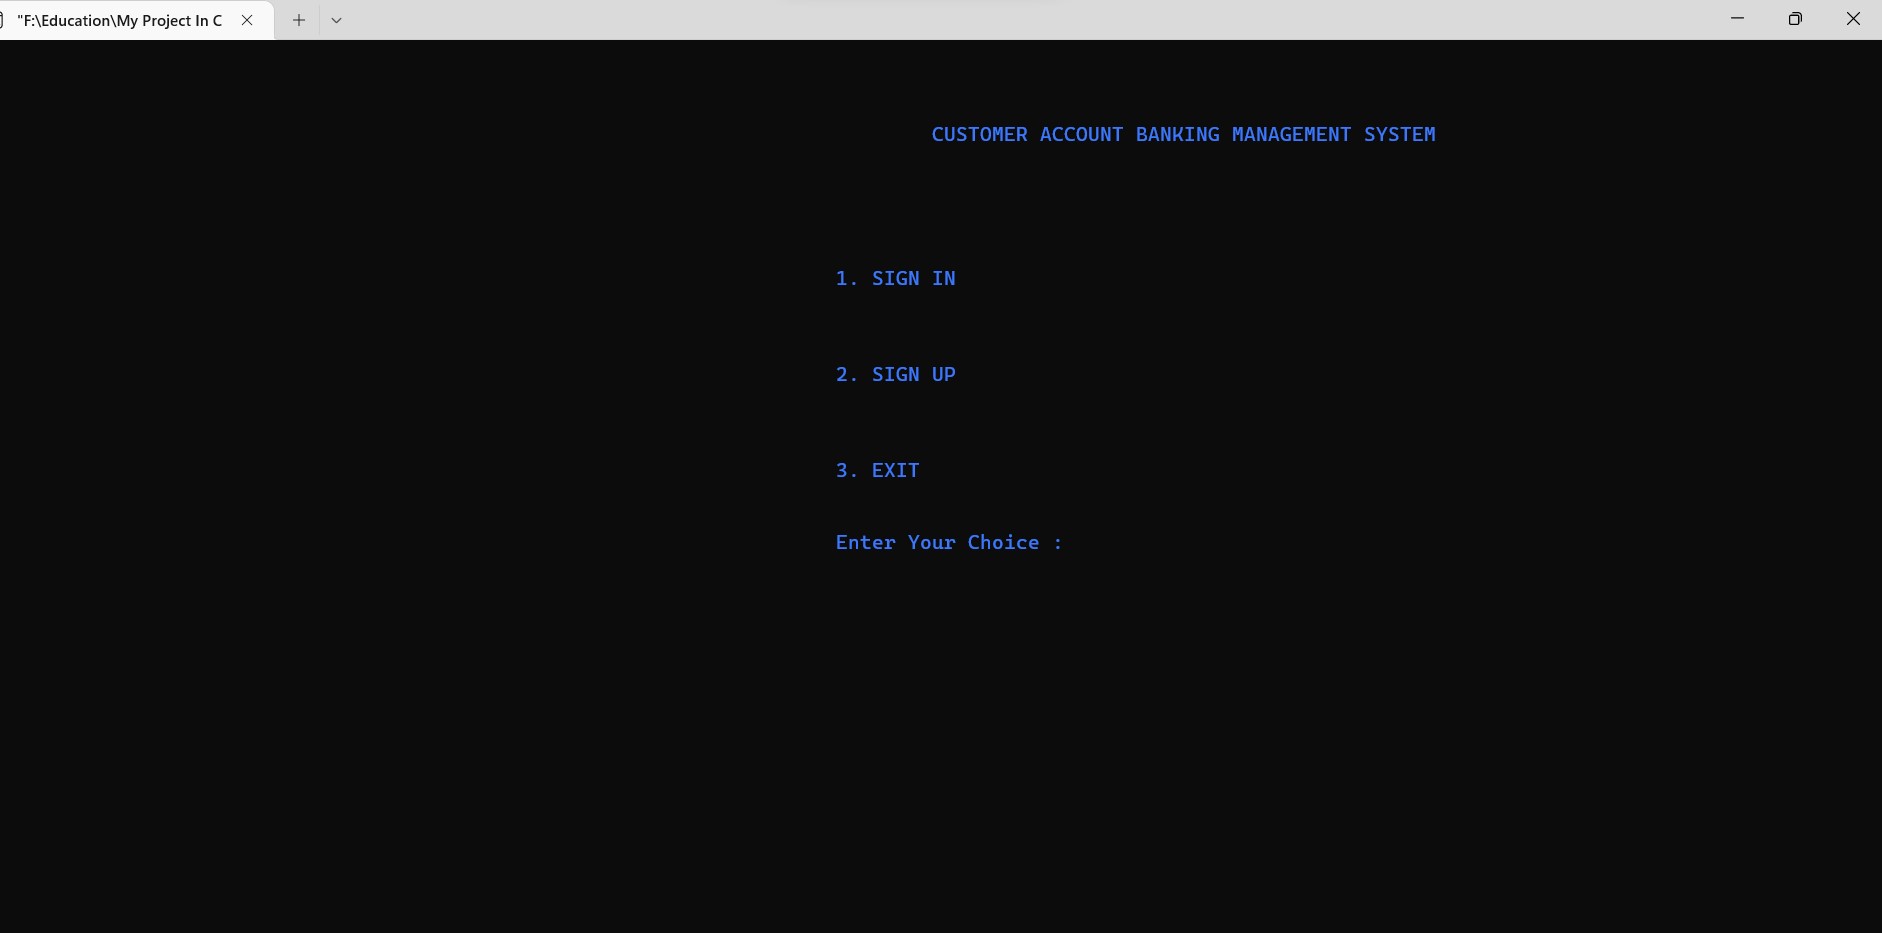 "F:\Education\My Project In C
CUSTOMER ACCOUNT BANKING MANAGEMENT SYSTEM
1. SIGN IN
2. SIGN UP
3. EXIT
Enter Your Choice :